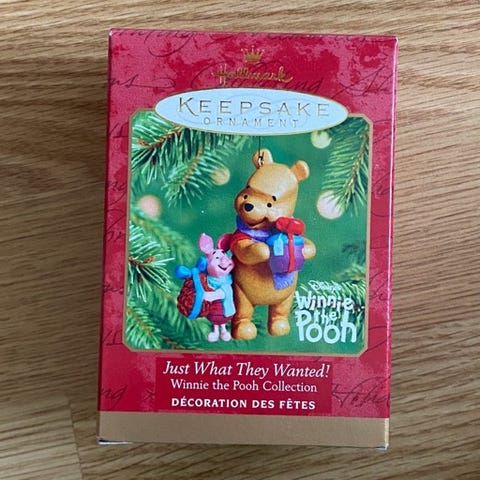 Hallmark
KEEPSAKE
ORNAMENT
Disney's
Winnie
the
Pooh
Just What They Wanted!
Winnie the Pooh Collection
DÉCORATION DES FÊTES